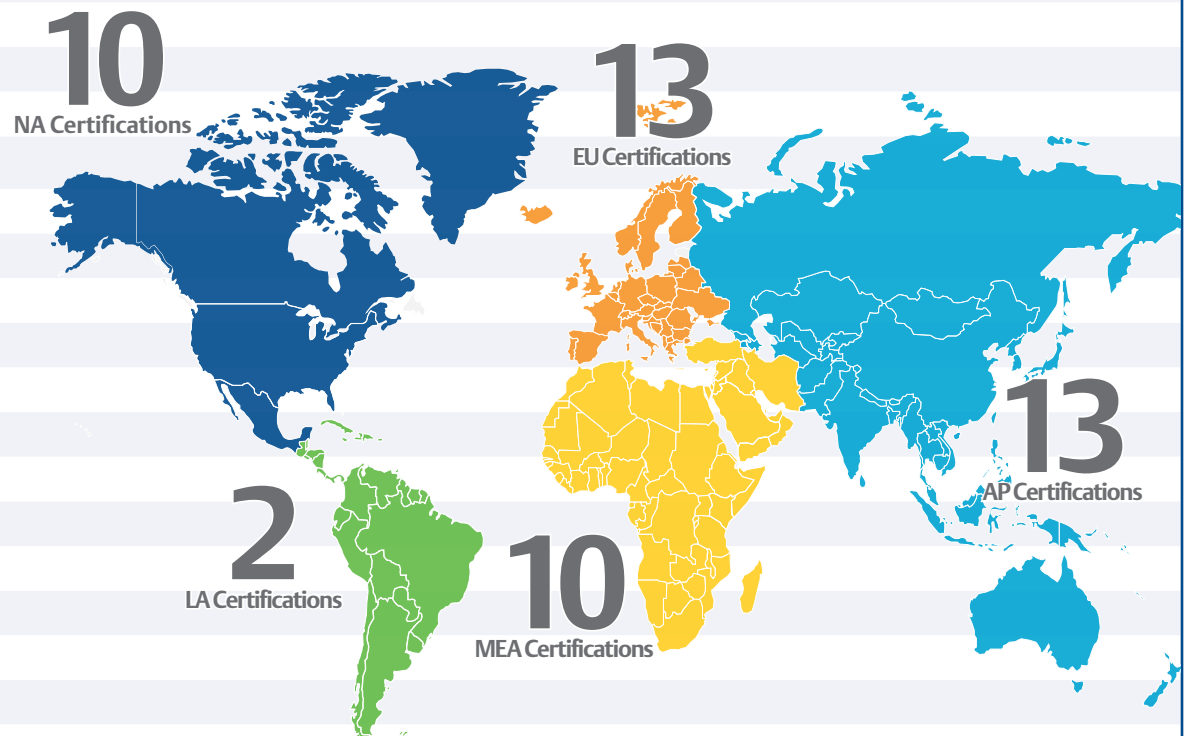 10
NA Certifications
13
EU Certifications
13
AP Certifications
2
LA Certifications
10
MEA Certifications